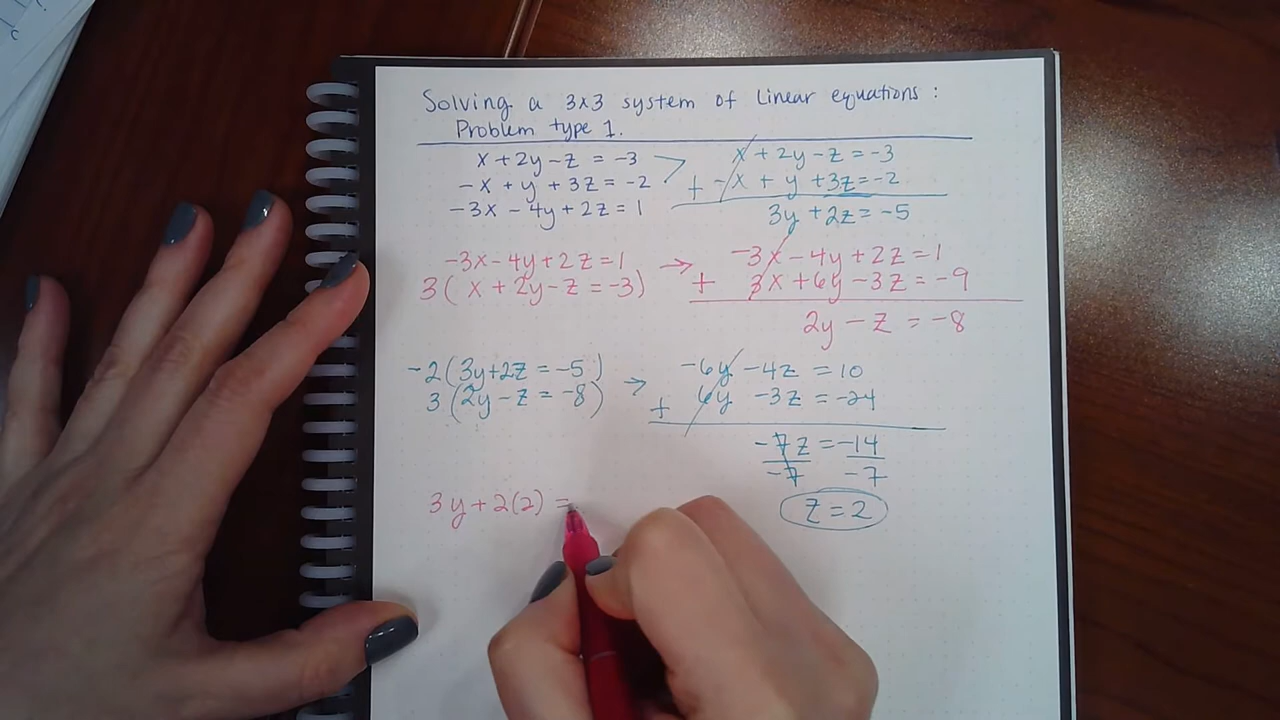 Solving a 3x3 system of Linear equations:
Problem type 1.
x + 2y - z = -3
-x + y + 3z = -2
-3x - 4y + 2z = 1
x + 2y - z = -3
+ -x + y + 3z = -2
3y + 2z = -5
-3x - 4y + 2z = 1
3( x + 2y - z = -3)
→ -3x - 4y + 2z = 1
+ 3x + 6y - 3z = -9
2y - z = -8
-2(3y+2z = -5)
3(2y - z = -8)
→ -6y - 4z = 10
+ 6y - 3z = -24
-7z = -14
-7 -7
z = 2
3y + 2(2) =